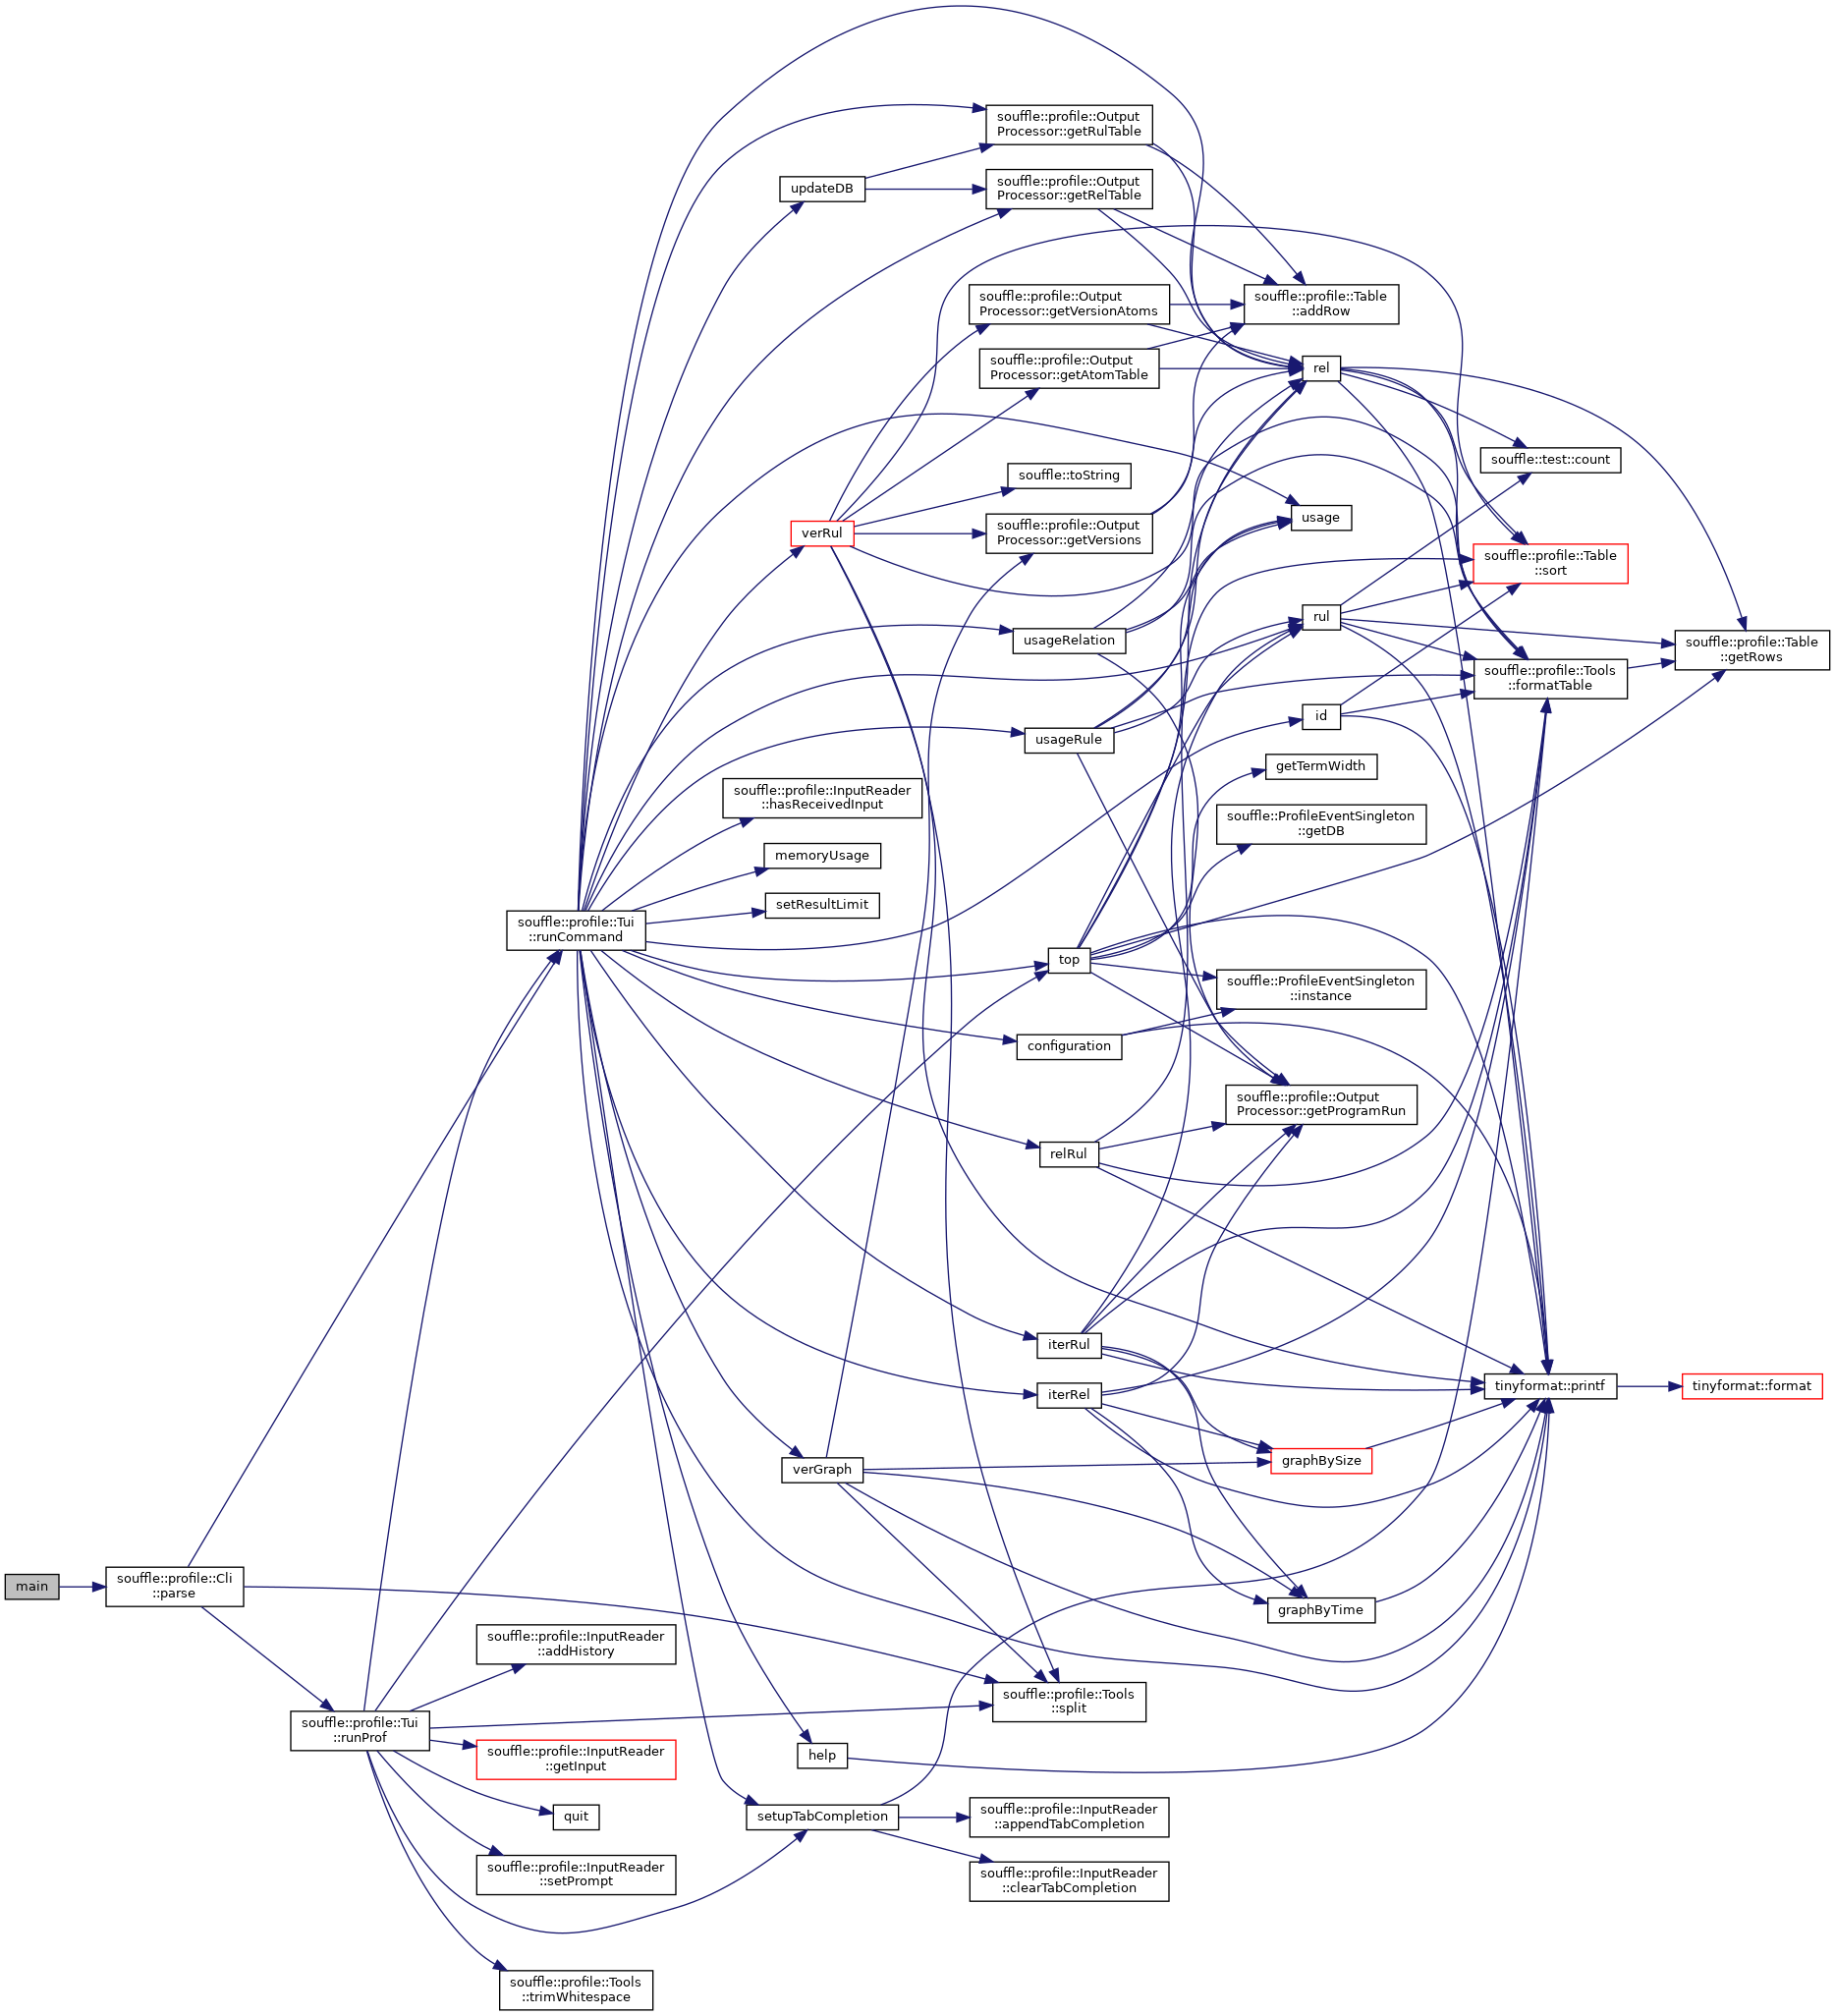 souffle::profile::Output
Processor::getRulTable
updateDB
souffle::profile::Output
Processor::getRelTable
souffle::profile::Output
Processor::getVersionAtoms
souffle::profile::Table
::addRow
souffle::profile::Output
Processor::getAtomTable
rel
souffle::test::count
souffle::toString
usage
verRul
souffle::profile::Output
Processor::getVersions
souffle::profile::Table
::sort
rul
usageRelation
souffle::profile::Table
::getRows
souffle::profile::Tools
::formatTable
id
usageRule
getTermWidth
souffle::profile::InputReader
::hasReceivedInput
souffle::ProfileEventSingleton
::getDB
memoryUsage
setResultLimit
souffle::profile::Tui
::runCommand
top
souffle::ProfileEventSingleton
::instance
configuration
souffle::profile::Output
Processor::getProgramRun
relRul
iterRul
iterRel
tinyformat::printf
tinyformat::format
graphBySize
verGraph
main
souffle::profile::Cli
::parse
graphByTime
souffle::profile::InputReader
::addHistory
souffle::profile::Tools
::split
souffle::profile::Tui
::runProf
help
souffle::profile::InputReader
::getInput
quit
setupTabCompletion
souffle::profile::InputReader
::appendTabCompletion
souffle::profile::InputReader
::setPrompt
souffle::profile::InputReader
::clearTabCompletion
souffle::profile::Tools
::trimWhitespace